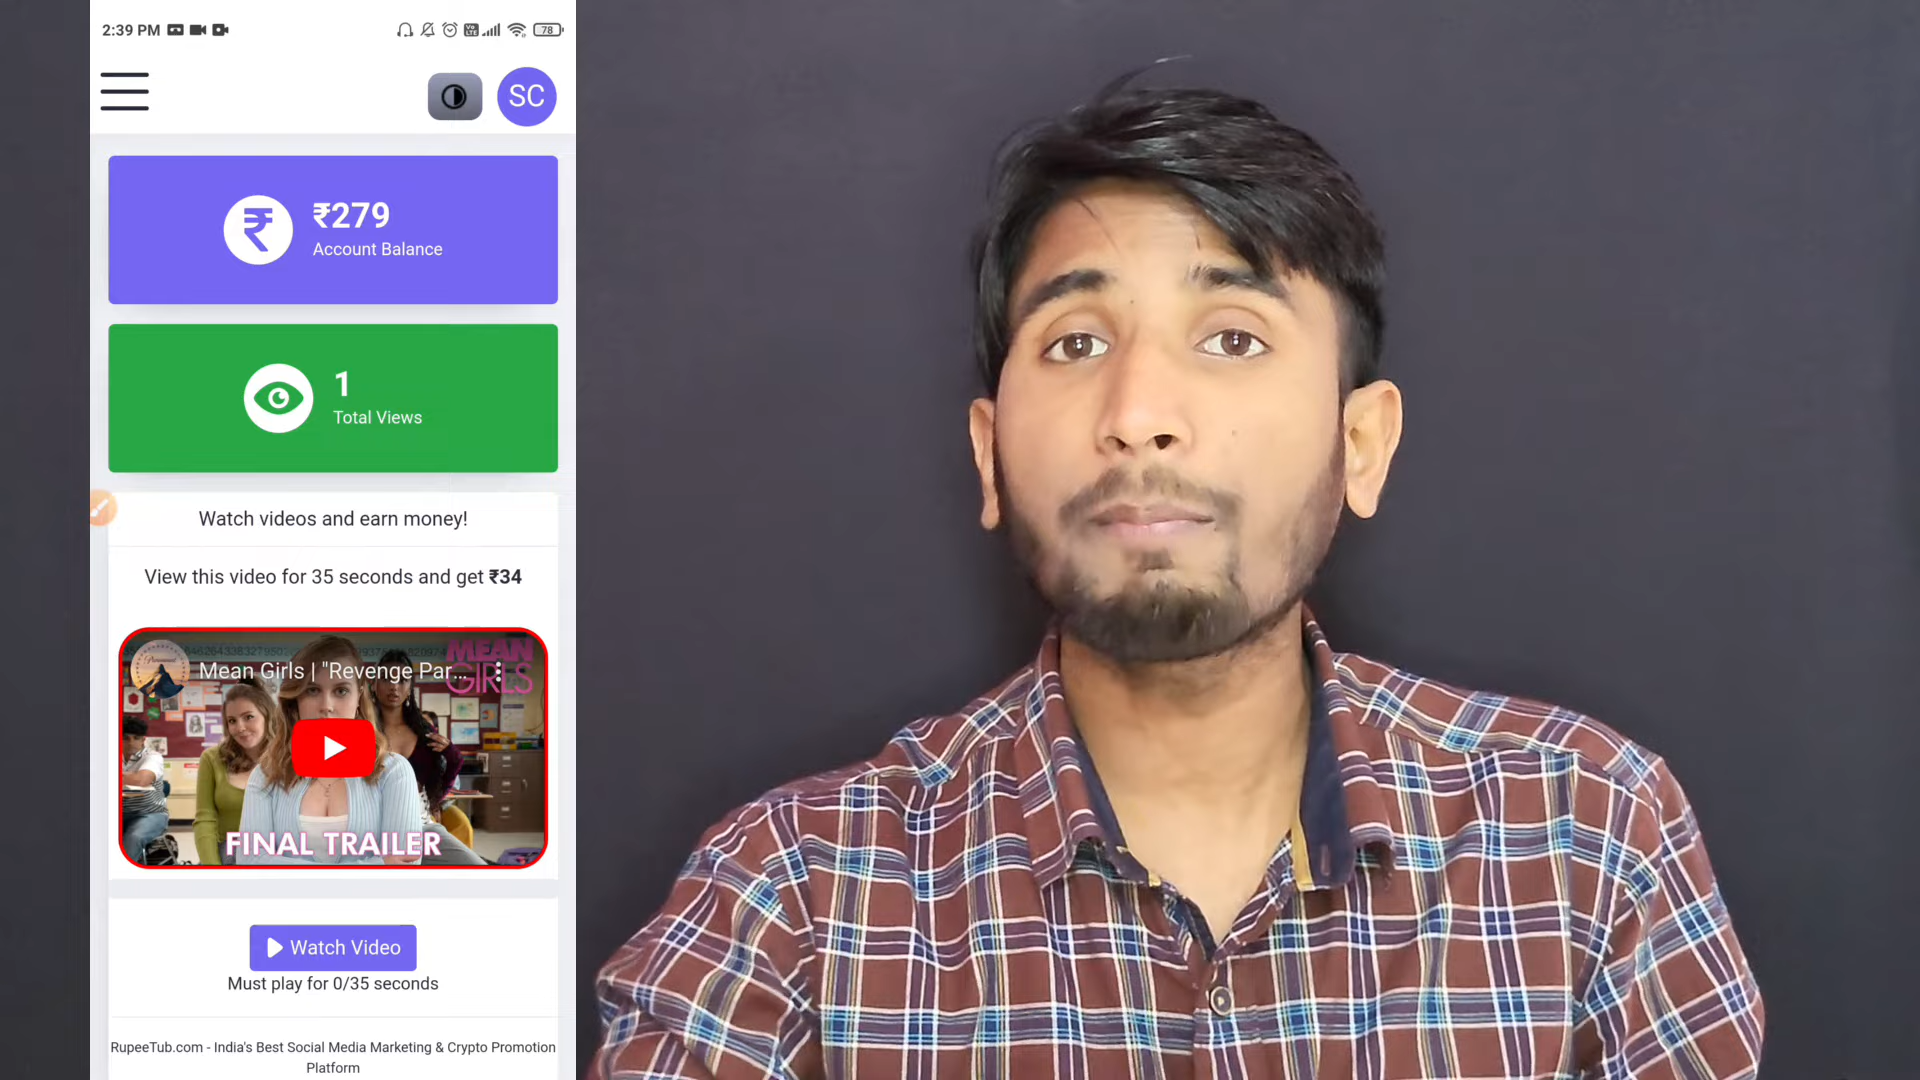 2:39 PM
78
SC
₹279
Account Balance
1
Total Views
Watch videos and earn money!
View this video for 35 seconds and get ₹34
Mean Girls | "Revenge Par...
MEAN
GIRLS
FINAL TRAILER
Watch Video
Must play for 0/35 seconds
RupeeTub.com - India's Best Social Media Marketing & Crypto Promotion
Platform